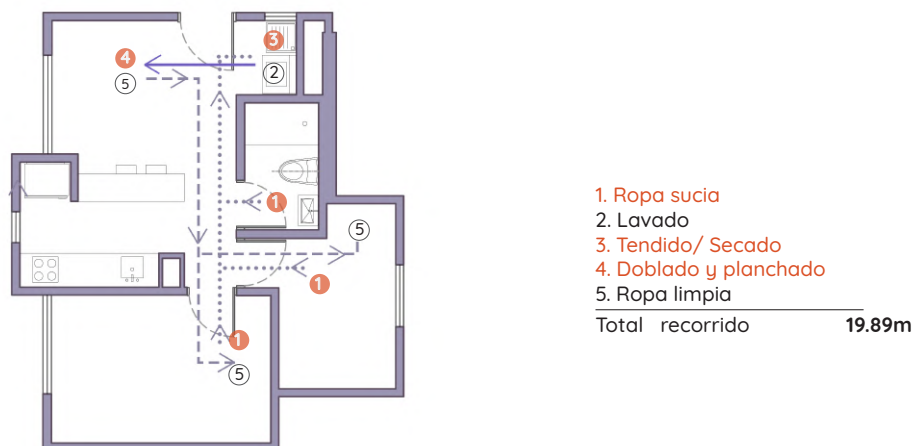 3
4
2
5
1
5
1
1
5
1. Ropa sucia
2. Lavado
3. Tendido/ Secado
4. Doblado y planchado
5. Ropa limpia
Total recorrido 19.89m